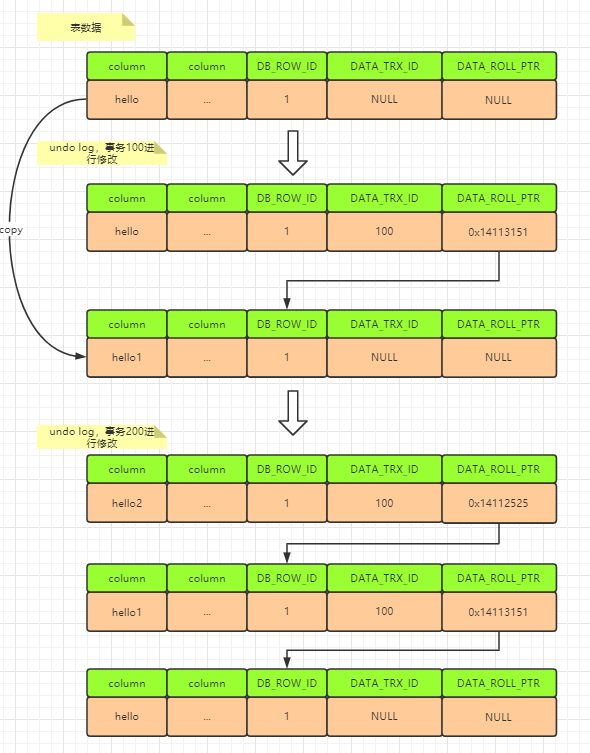 表数据
column column DB_ROW_ID DATA_TRX_ID DATA_ROLL_PTR
hello ... 1 NULL NULL
undo log，事务100进
行修改
column column DB_ROW_ID DATA_TRX_ID DATA_ROLL_PTR
hello ... 1 100 0x14113151
copy
column column DB_ROW_ID DATA_TRX_ID DATA_ROLL_PTR
hello1 ... 1 NULL NULL
undo log，事务200进
行修改
column column DB_ROW_ID DATA_TRX_ID DATA_ROLL_PTR
hello2 ... 1 100 0x14112525
column column DB_ROW_ID DATA_TRX_ID DATA_ROLL_PTR
hello1 ... 1 100 0x14113151
column column DB_ROW_ID DATA_TRX_ID DATA_ROLL_PTR
hello ... 1 NULL NULL